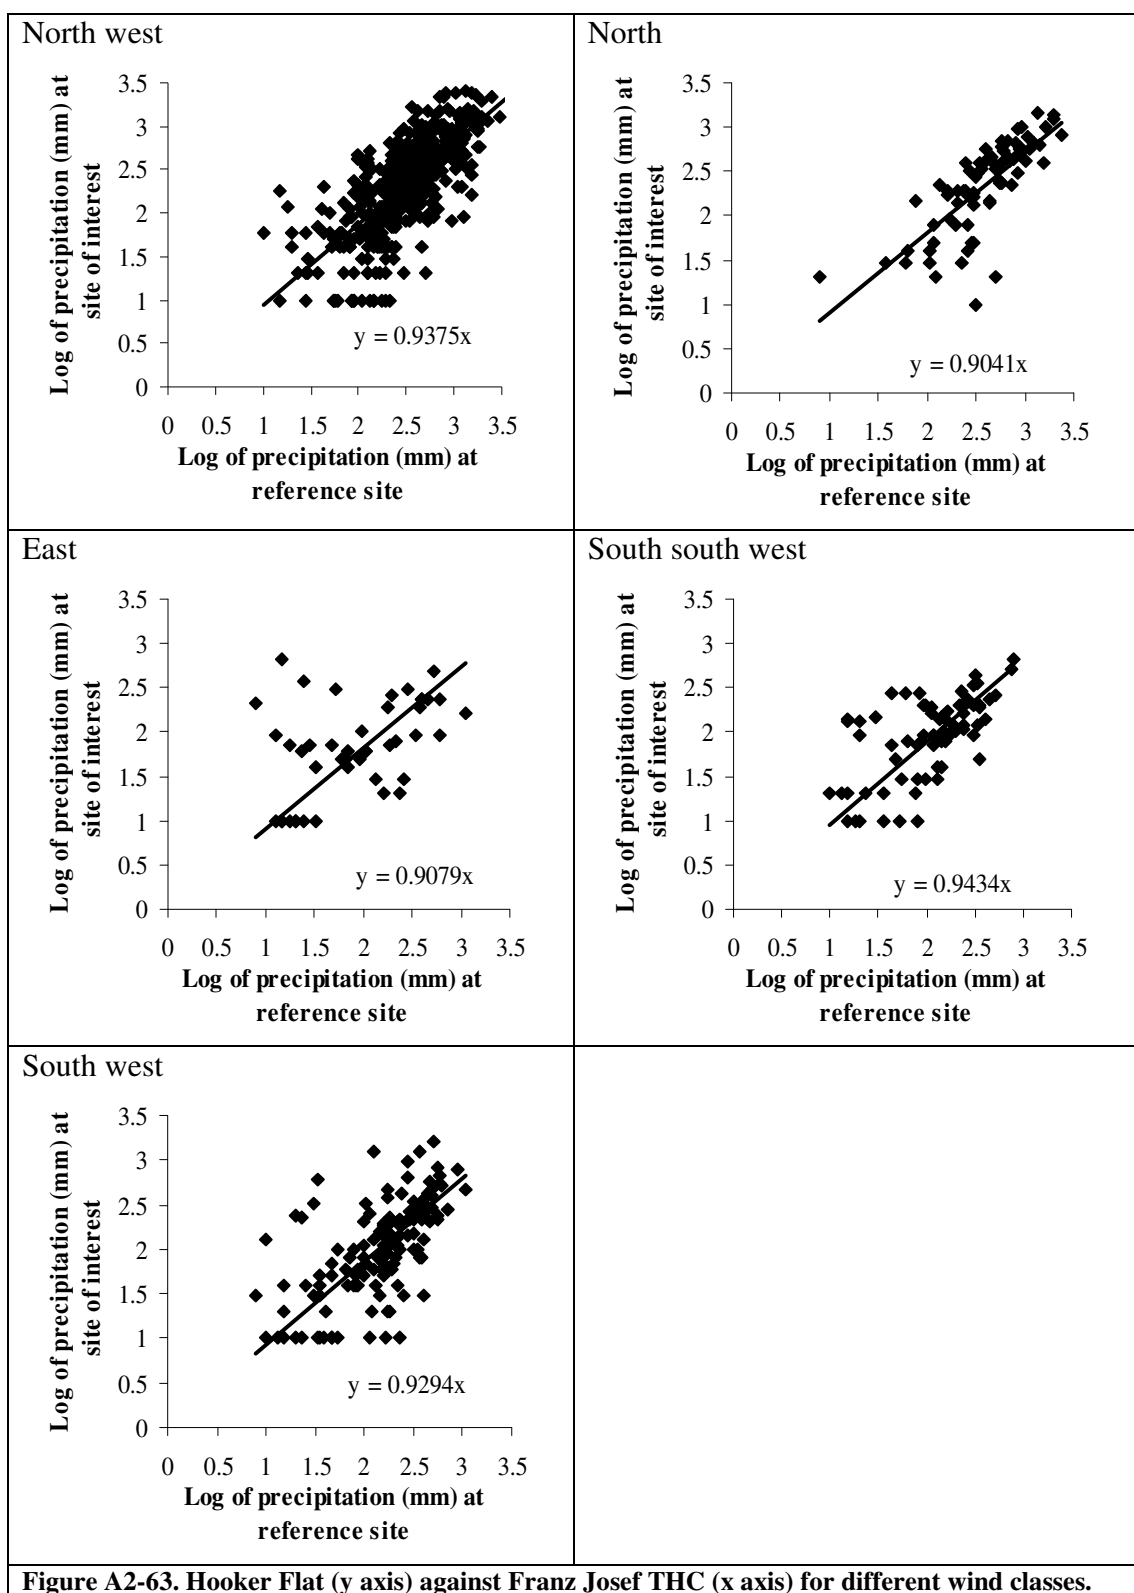 North west
Log of precipitation (mm) at
site of interest
3.5
3
2.5
2
1.5
1
0.5
0
y = 0.9375x
0 0.5 1 1.5 2 2.5 3 3.5
Log of precipitation (mm) at
reference site
North
Log of precipitation (mm) at
site of interest
3.5
3
2.5
2
1.5
1
0.5
0
y = 0.9041x
0 0.5 1 1.5 2 2.5 3 3.5
Log of precipitation (mm) at
reference site
East
Log of precipitation (mm) at
site of interest
3.5
3
2.5
2
1.5
1
0.5
0
y = 0.9079x
0 0.5 1 1.5 2 2.5 3 3.5
Log of precipitation (mm) at
reference site
South south west
Log of precipitation (mm) at
site of interest
3.5
3
2.5
2
1.5
1
0.5
0
y = 0.9434x
0 0.5 1 1.5 2 2.5 3 3.5
Log of precipitation (mm) at
reference site
South west
Log of precipitation (mm) at
site of interest
3.5
3
2.5
2
1.5
1
0.5
0
y = 0.9294x
0 0.5 1 1.5 2 2.5 3 3.5
Log of precipitation (mm) at
reference site
Figure A2-63. Hooker Flat (y axis) against Franz Josef THC (x axis) for different wind classes.